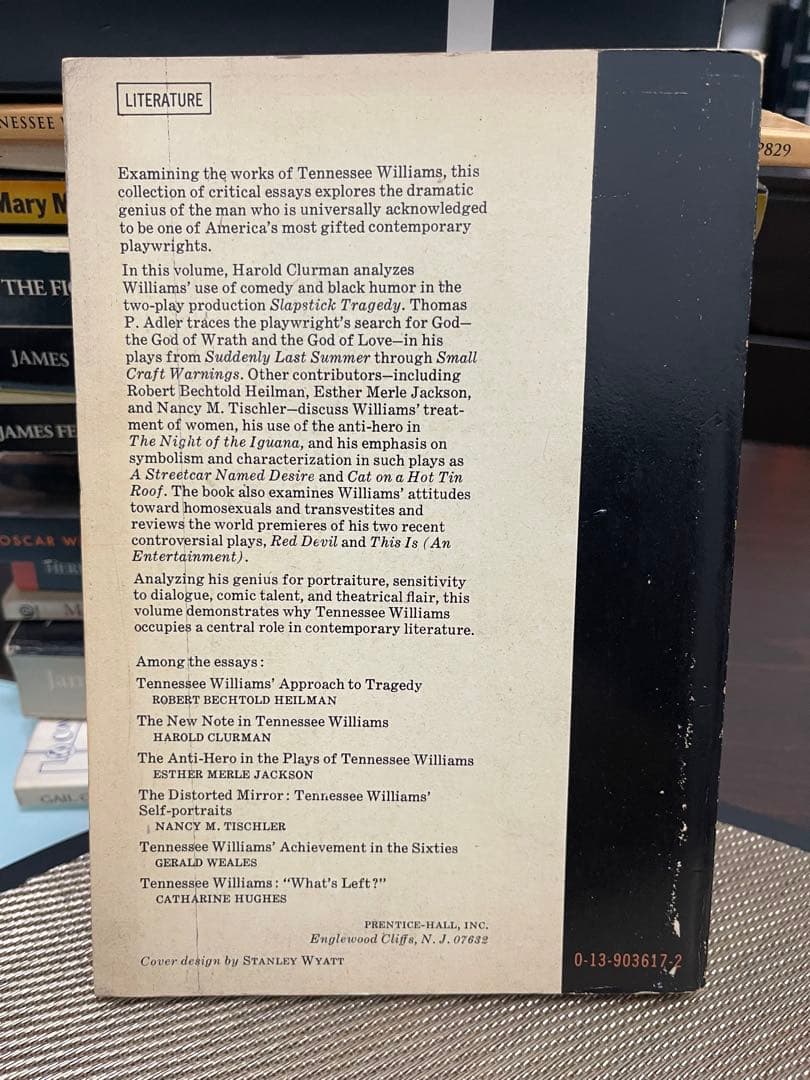 LITERATURE
Examining the works of Tennessee Williams, this
collection of critical essays explores the dramatic
genius of the man who is universally acknowledged
to be one of America's most gifted contemporary
playwrights.
In this volume, Harold Clurman analyzes
Williams' use of comedy and black humor in the
two-play production Slapstick Tragedy. Thomas
P. Adler traces the playwright's search for God—
the God of Wrath and the God of Love—in his
plays from Suddenly Last Summer through Small
Craft Warnings. Other contributors—including
Robert Bechtold Heilman, Esther Merle Jackson,
and Nancy M. Tischler—discuss Williams' treat-
ment of women, his use of the anti-hero in
The Night of the Iguana, and his emphasis on
symbolism and characterization in such plays as
A Streetcar Named Desire and Cat on a Hot Tin
Roof. The book also examines Williams' attitudes
toward homosexuals and transvestites and
reviews the world premieres of his two recent
controversial plays, Red Devil and This Is (An
Entertainment).
Analyzing his genius for portraiture, sensitivity
to dialogue, comic talent, and theatrical flair, this
volume demonstrates why Tennessee Williams
occupies a central role in contemporary literature.
Among the essays:
Tennessee Williams' Approach to Tragedy
ROBERT BECHTOLD HEILMAN
The New Note in Tennessee Williams
HAROLD CLURMAN
The Anti-Hero in the Plays of Tennessee Williams
ESTHER MERLE JACKSON
The Distorted Mirror: Tennessee Williams'
Self-portraits
NANCY M. TISCHLER
Tennessee Williams' Achievement in the Sixties
GERALD WEALES
Tennessee Williams: "What's Left?"
CATHARINE HUGHES
PRENTICE-HALL, INC.
Englewood Cliffs, N. J. 07632
Cover design by STANLEY WYATT
0-13-903617-2
NESSEE
Mary
THE
JAMES
JAMES
OSCAR
GAIL
829